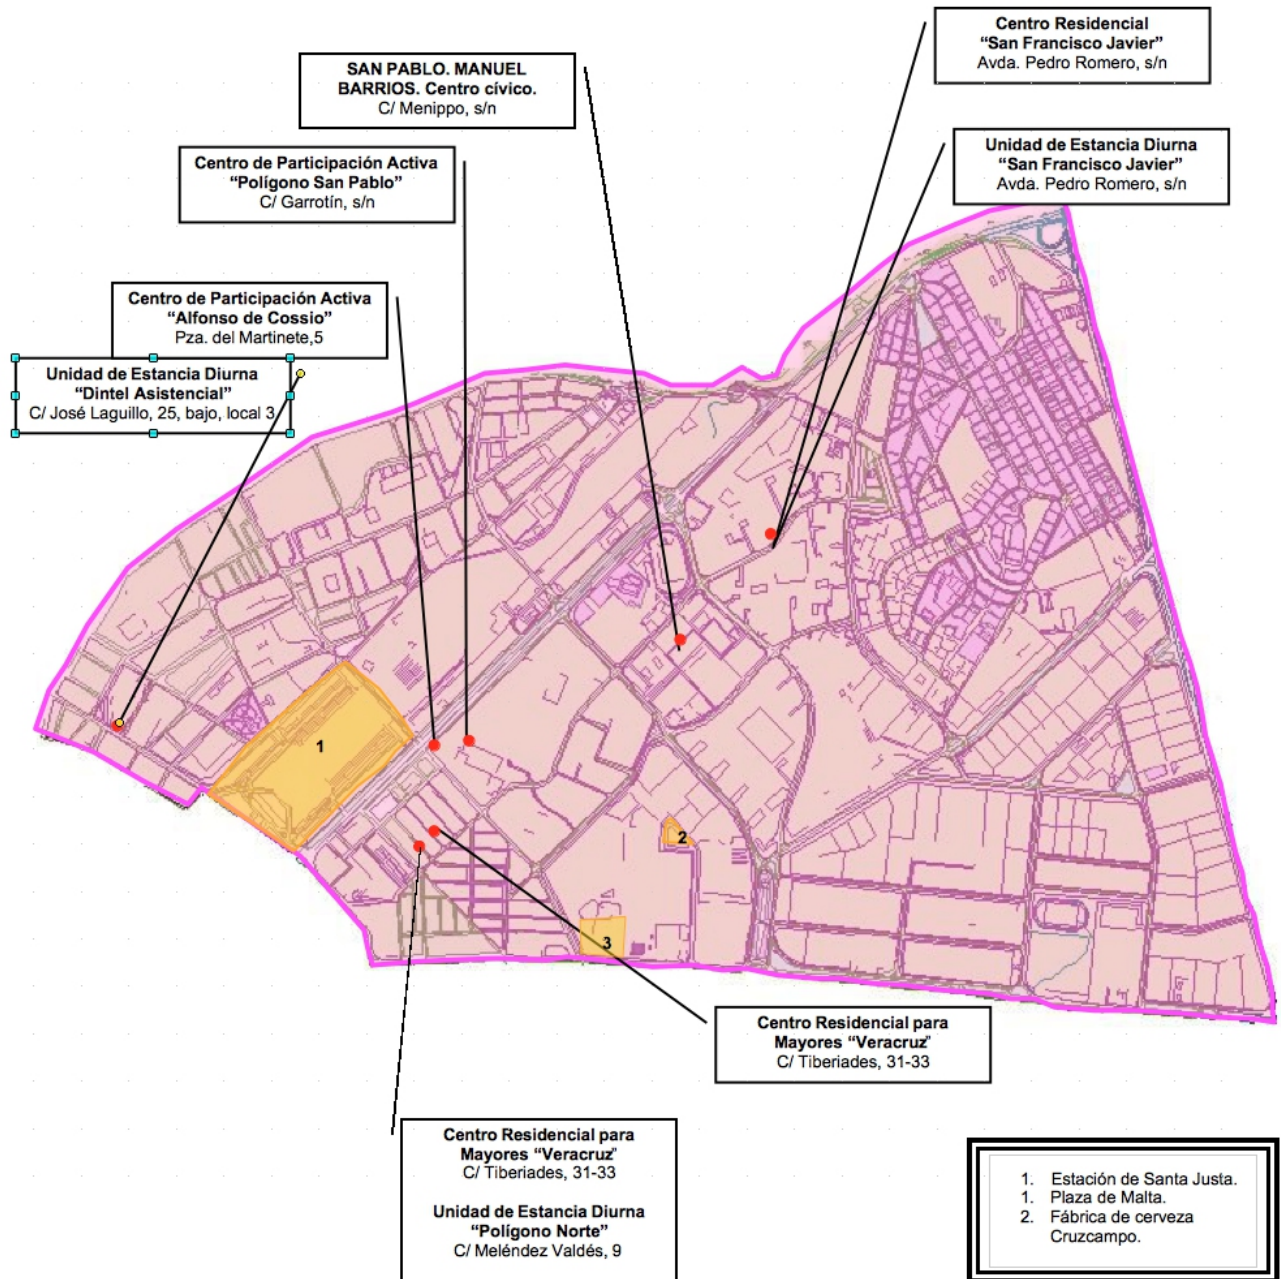 Centro Residencial
“San Francisco Javier”
Avda. Pedro Romero, s/n
SAN PABLO. MANUEL
BARRIOS. Centro cívico.
C/ Menippo, s/n
Unidad de Estancia Diurna
“San Francisco Javier”
Avda. Pedro Romero, s/n
Centro de Participación Activa
“Polígono San Pablo”
C/ Garrotín, s/n
Centro de Participación Activa
“Alfonso de Cossio”
Pza. del Martinete,5
Unidad de Estancia Diurna
“Dintel Asistencial”
C/ José Laguillo, 25, bajo, local 3
1
2
3
Centro Residencial para
Mayores “Veracruz”
C/ Tiberiades, 31-33
Centro Residencial para
Mayores “Veracruz”
C/ Tiberiades, 31-33
Unidad de Estancia Diurna
“Polígono Norte”
C/ Meléndez Valdés, 9
1. Estación de Santa Justa.
1. Plaza de Malta.
2. Fábrica de cerveza
Cruzcampo.